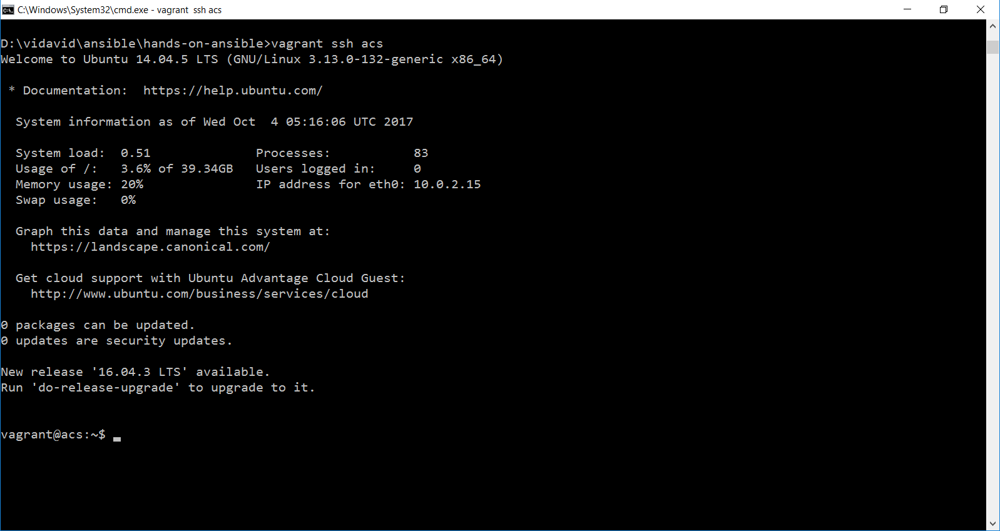 C:\Windows\System32\cmd.exe - vagrant  ssh acs
D:\vidavid\ansible\hands-on-ansible>vagrant ssh acs
Welcome to Ubuntu 14.04.5 LTS (GNU/Linux 3.13.0-132-generic x86_64)
* Documentation:  https://help.ubuntu.com/
System information as of Wed Oct  4 05:16:06 UTC 2017
System load:  0.51              Processes:           83
Usage of /:   3.6% of 39.34GB   Users logged in:     0
Memory usage: 20%               IP address for eth0: 10.0.2.15
Swap usage:   0%
Graph this data and manage this system at:
https://landscape.canonical.com/
Get cloud support with Ubuntu Advantage Cloud Guest:
http://www.ubuntu.com/business/services/cloud
0 packages can be updated.
0 updates are security updates.
New release '16.04.3 LTS' available.
Run 'do-release-upgrade' to upgrade to it.
vagrant@acs:~$